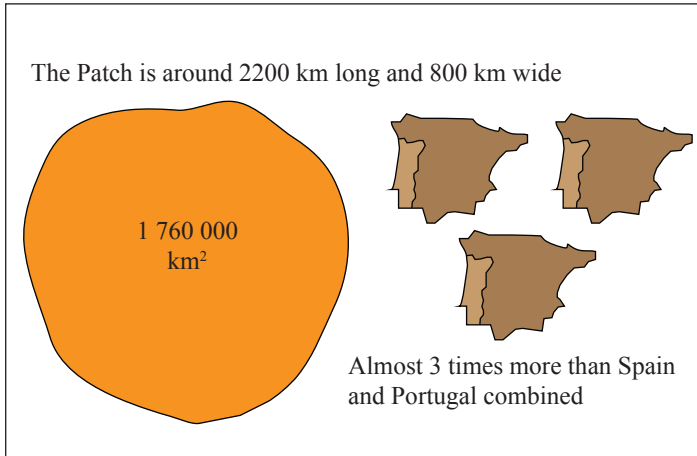 The Patch is around 2200 km long and 800 km wide
1 760 000
km²
Almost 3 times more than Spain
and Portugal combined